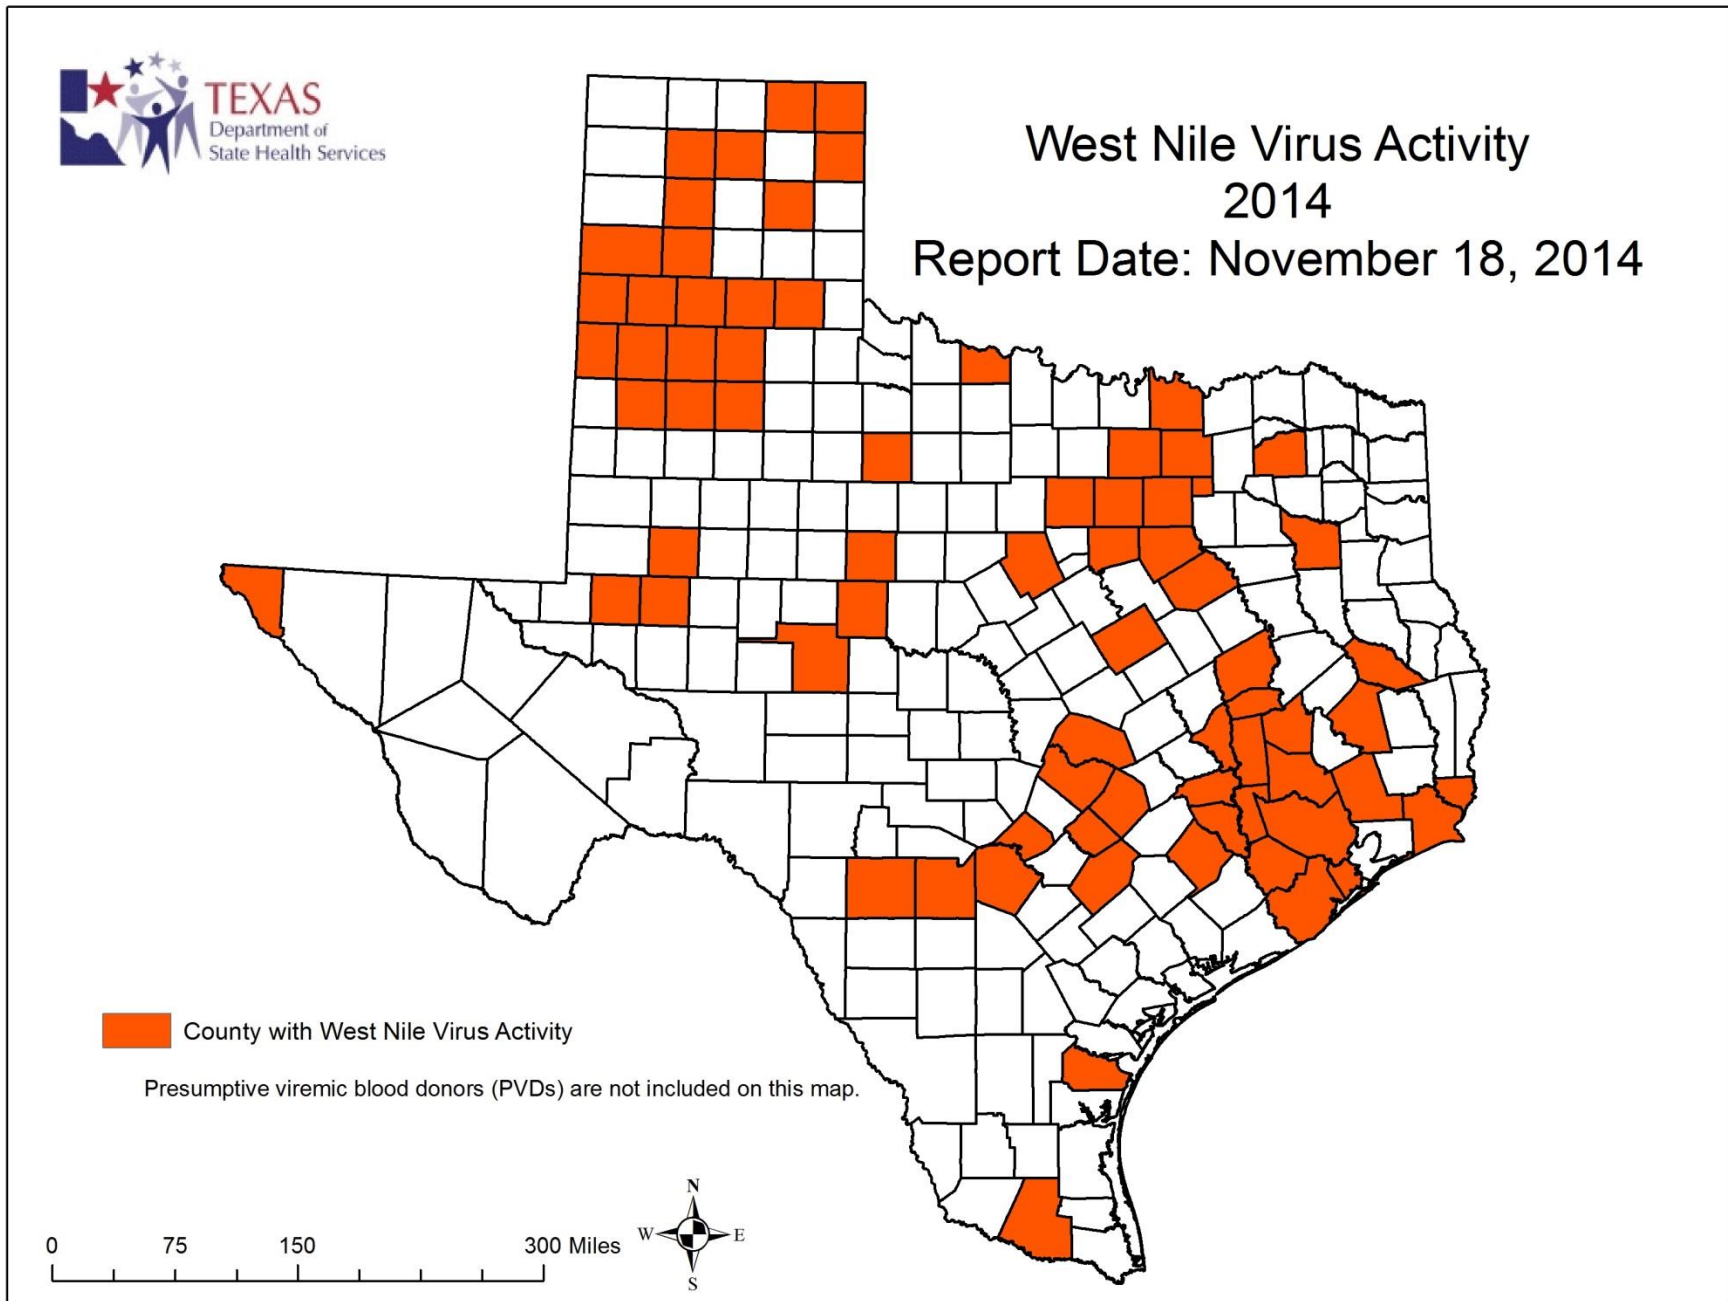 TEXAS
Department of
State Health Services
West Nile Virus Activity
2014
Report Date: November 18, 2014
County with West Nile Virus Activity
Presumptive viremic blood donors (PVDs) are not included on this map.
N
W E
S
0 75 150 300 Miles